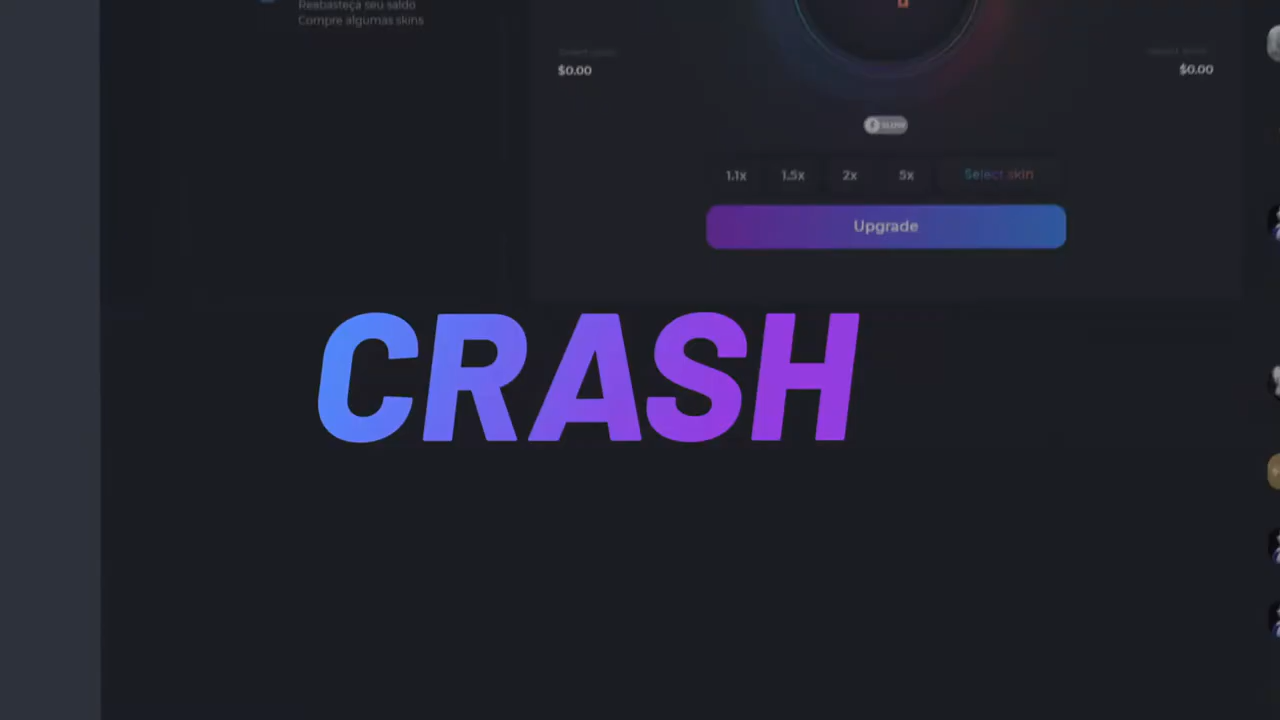 Reabasteça seu saldo
Compre algumas skins
$0.00
$0.00
1.1x 1.5x 2x 5x Select skin
Upgrade
CRASH